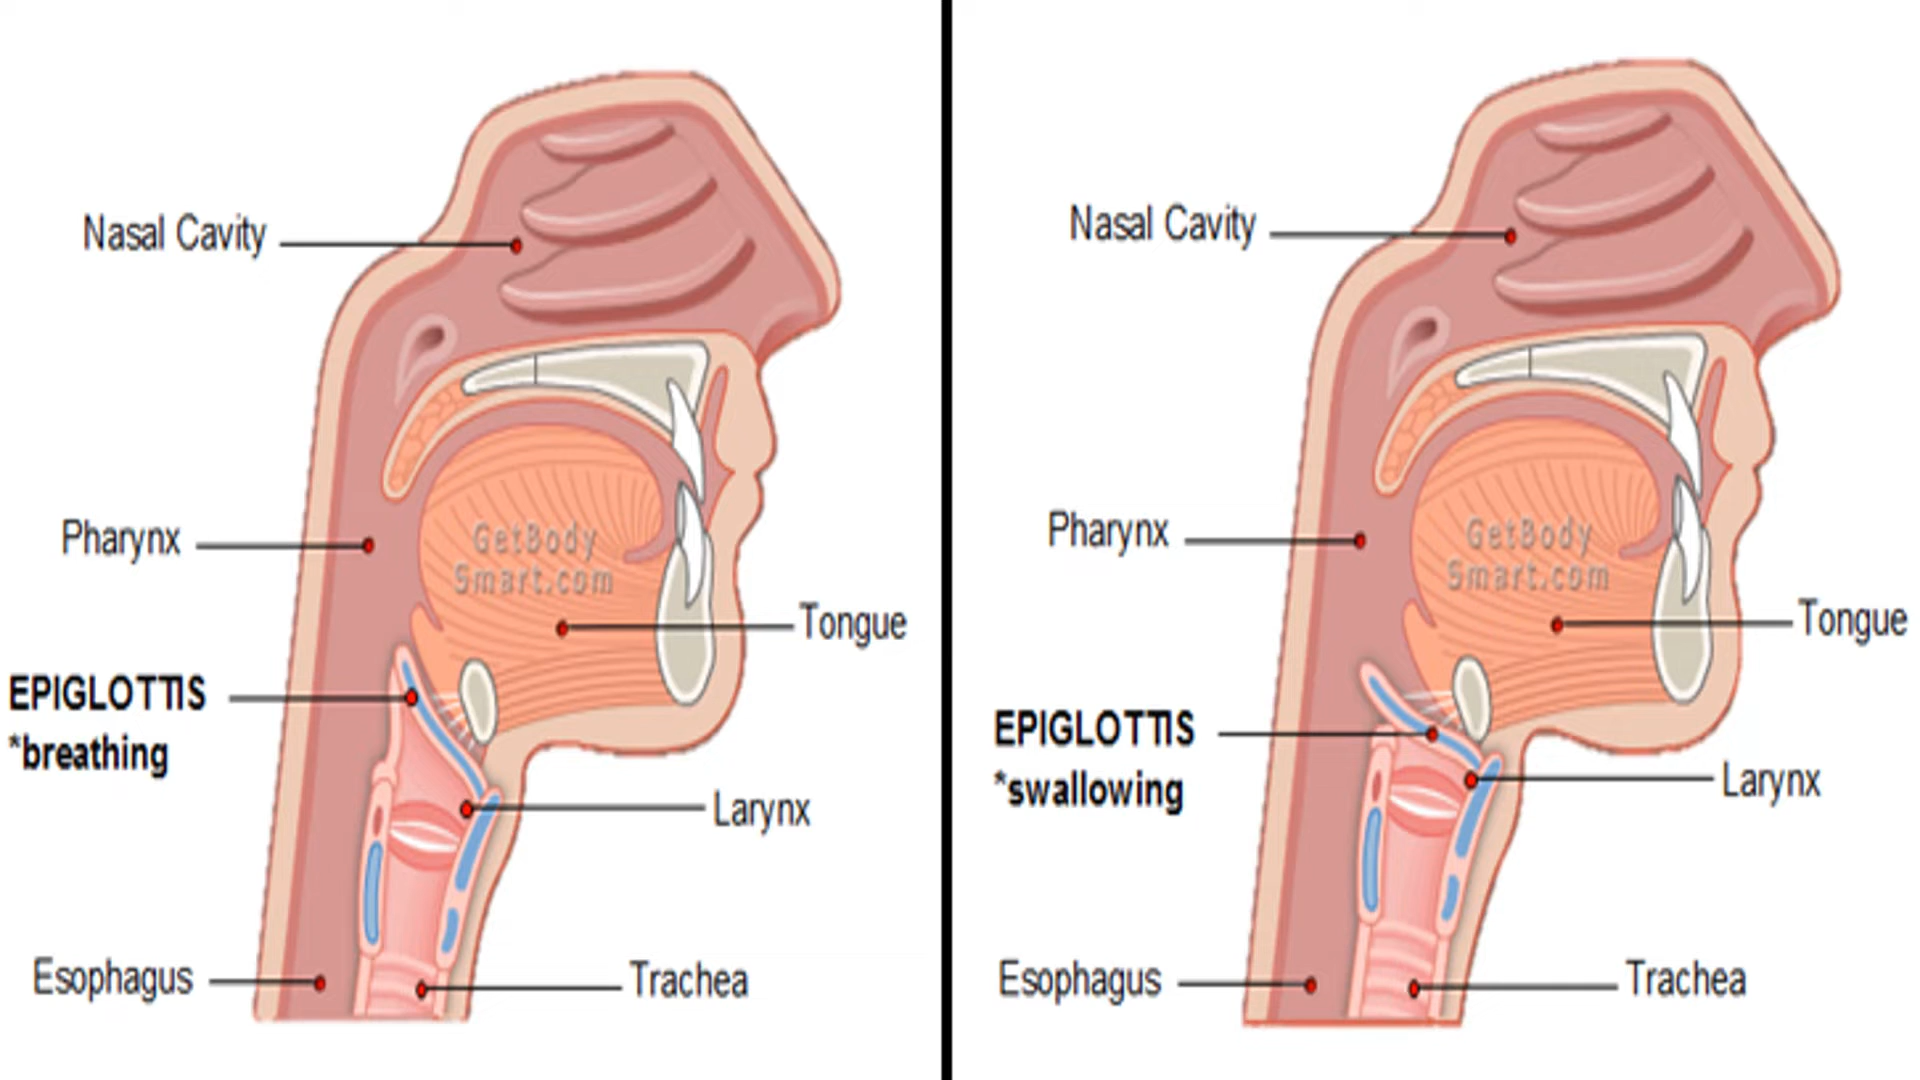 Nasal Cavity
Pharynx
GetBody
Smart.com
Tongue
EPIGLOTTIS
*breathing
Larynx
Esophagus
Trachea
Nasal Cavity
Pharynx
GetBody
Smart.com
Tongue
EPIGLOTTIS
*swallowing
Larynx
Esophagus
Trachea